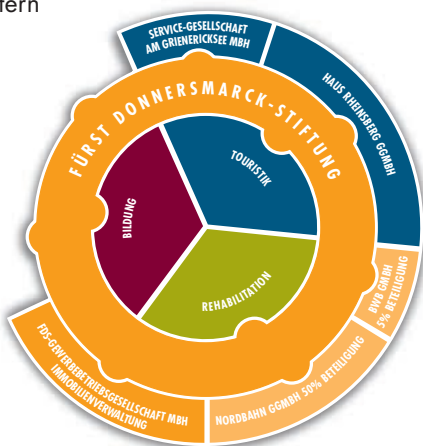 fern
SERVICE-GESELLSCHAFT
AM GRIENERICKSEE MBH
HAUS RHEINSBERG GGMBH
FÜRST DONNERSMARCK-STIFTUNG
TOURISTIK
BILDUNG
REHABILITATION
BWB GMBH
5% BETEILIGUNG
NORDBAHN GGMBH 50% BETEILIGUNG
FDS-GEWERBEBETRIEBSGESELLSCHAFT MBH
IMMOBILIENVERWALTUNG